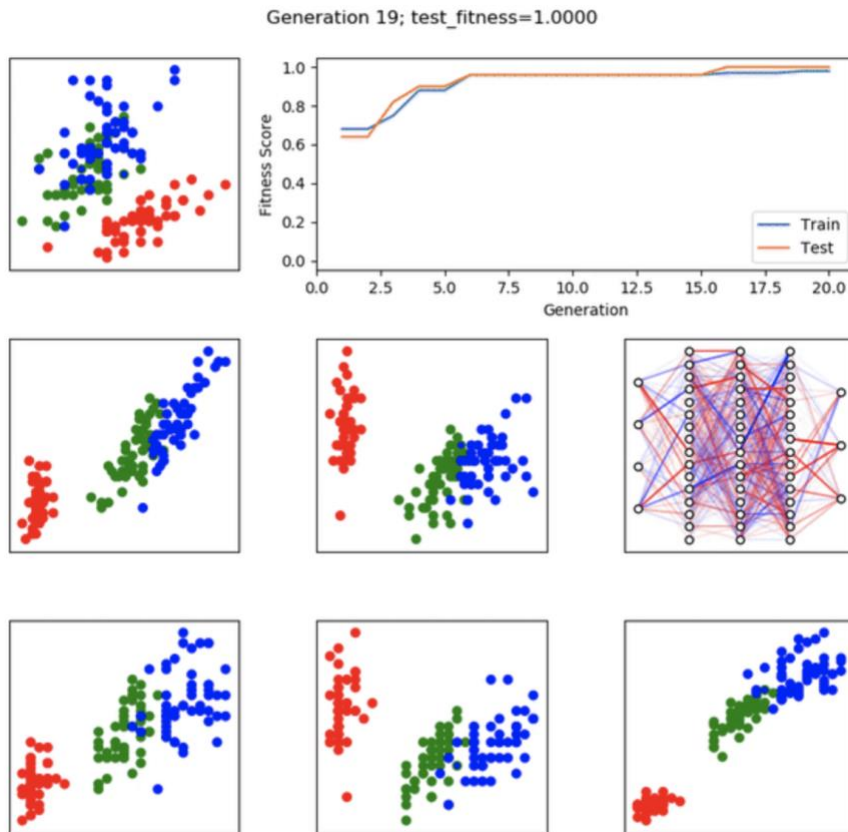 Generation 19; test_fitness=1.0000
1.0
0.8
0.6
0.4
0.2
0.0
Fitness Score
Train
Test
0.0 2.5 5.0 7.5 10.0 12.5 15.0 17.5 20.0
Generation